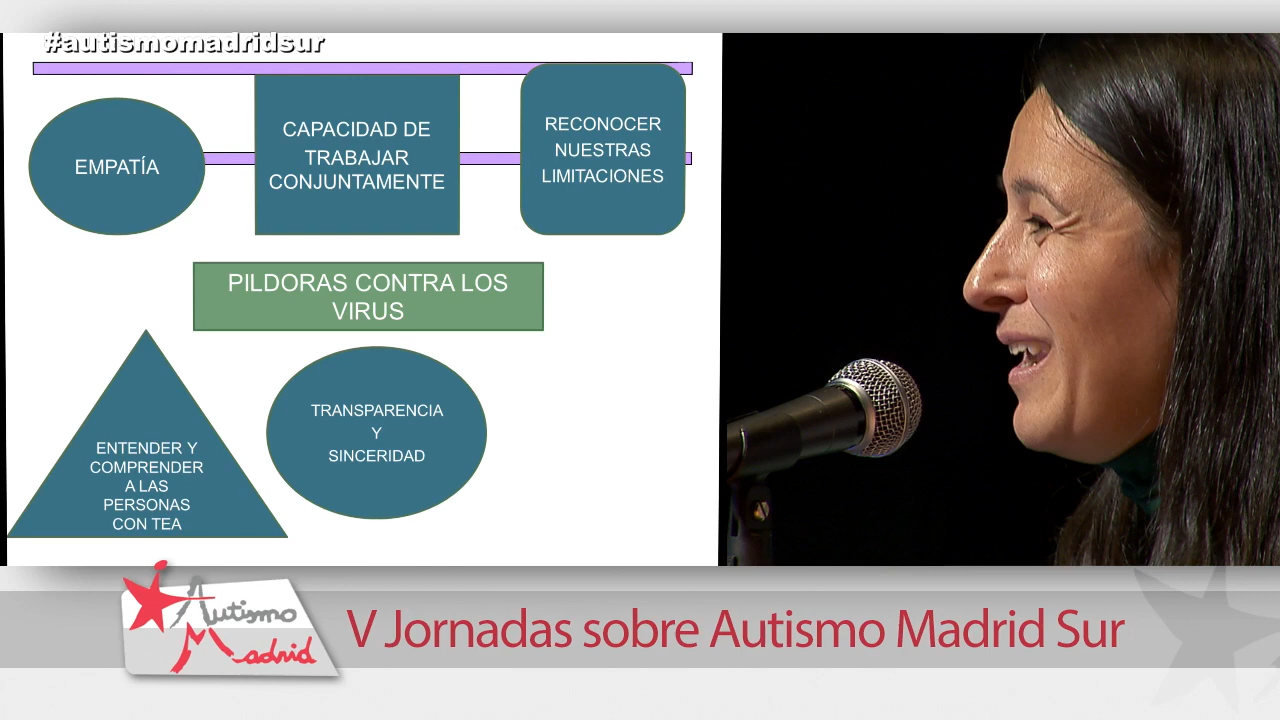 #autismomadridsur
EMPATÍA
CAPACIDAD DE
TRABAJAR
CONJUNTAMENTE
RECONOCER
NUESTRAS
LIMITACIONES
PILDORAS CONTRA LOS
VIRUS
ENTENDER Y
COMPRENDER
A LAS
PERSONAS
CON TEA
TRANSPARENCIA
Y
SINCERIDAD
Autismo
Madrid
V Jornadas sobre Autismo Madrid Sur